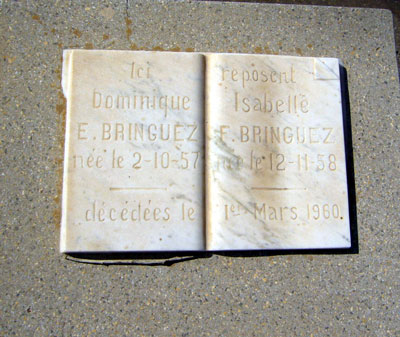 Ici reposent
Dominique Isabelle
E. BRINGUEZ E. BRINGUEZ
née le 2-10-57 née le 12-11-58
décédées le 1er Mars 1960.